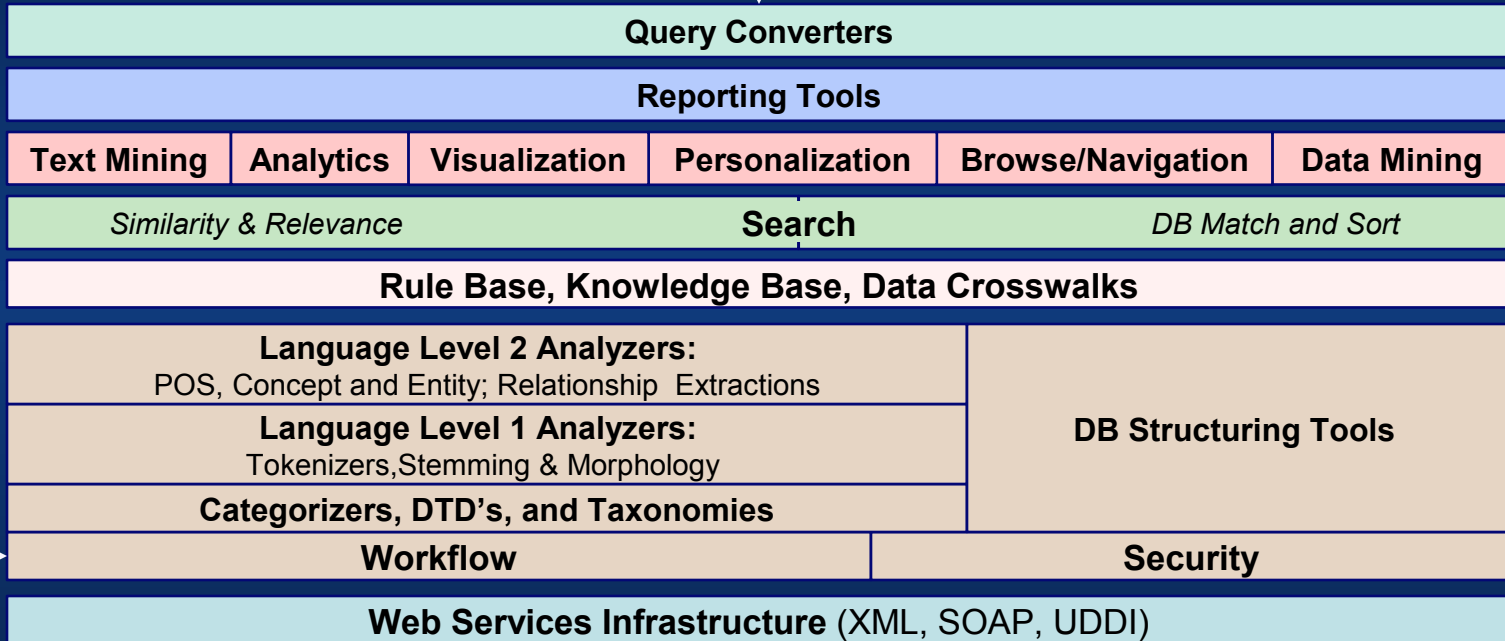 Query Converters
Reporting Tools
Text Mining Analytics Visualization Personalization Browse/Navigation Data Mining
Similarity & Relevance Search DB Match and Sort
Rule Base, Knowledge Base, Data Crosswalks
Language Level 2 Analyzers:
POS, Concept and Entity; Relationship Extractions
Language Level 1 Analyzers:
Tokenizers,Stemming & Morphology
Categorizers, DTD’s, and Taxonomies
DB Structuring Tools
Workflow Security
Web Services Infrastructure (XML, SOAP, UDDI)